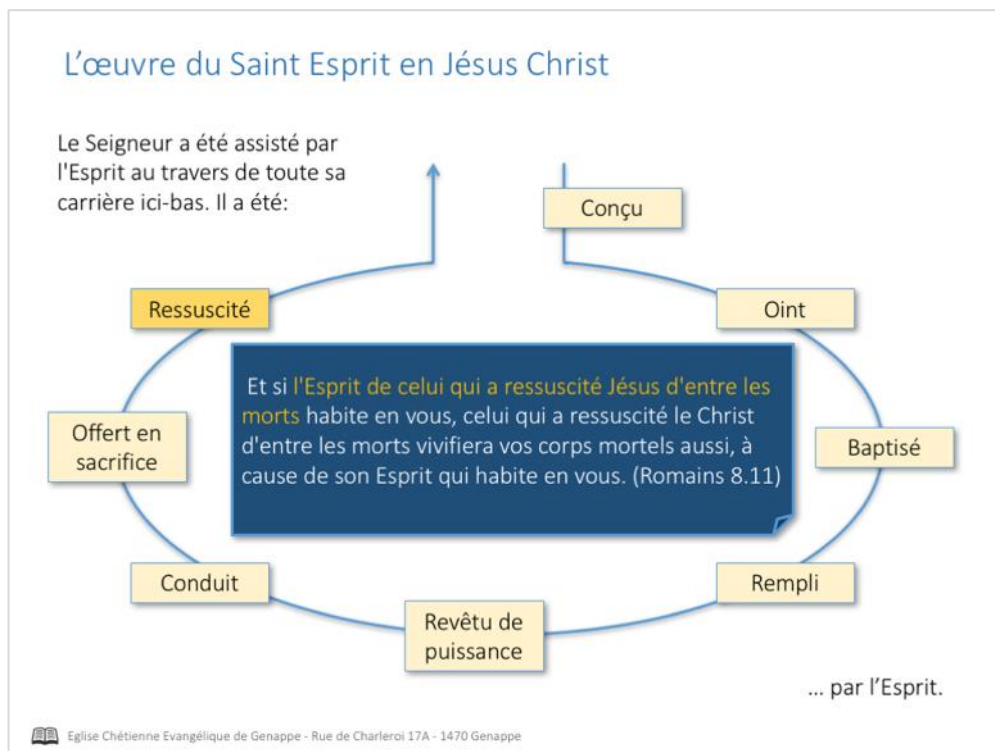 L'œuvre du Saint Esprit en Jésus Christ
Le Seigneur a été assisté par
l'Esprit au travers de toute sa
carrière ici-bas. Il a été:
Conçu
Oint
Baptisé
Rempli
Revêtu de
puissance
Conduit
Offert en
sacrifice
Ressuscité
Et si l'Esprit de celui qui a ressuscité Jésus d'entre les
morts habite en vous, celui qui a ressuscité le Christ
d'entre les morts vivifiera vos corps mortels aussi, à
cause de son Esprit qui habite en vous. (Romains 8.11)
... par l'Esprit.
Eglise Chétienne Evangélique de Genappe - Rue de Charleroi 17A - 1470 Genappe